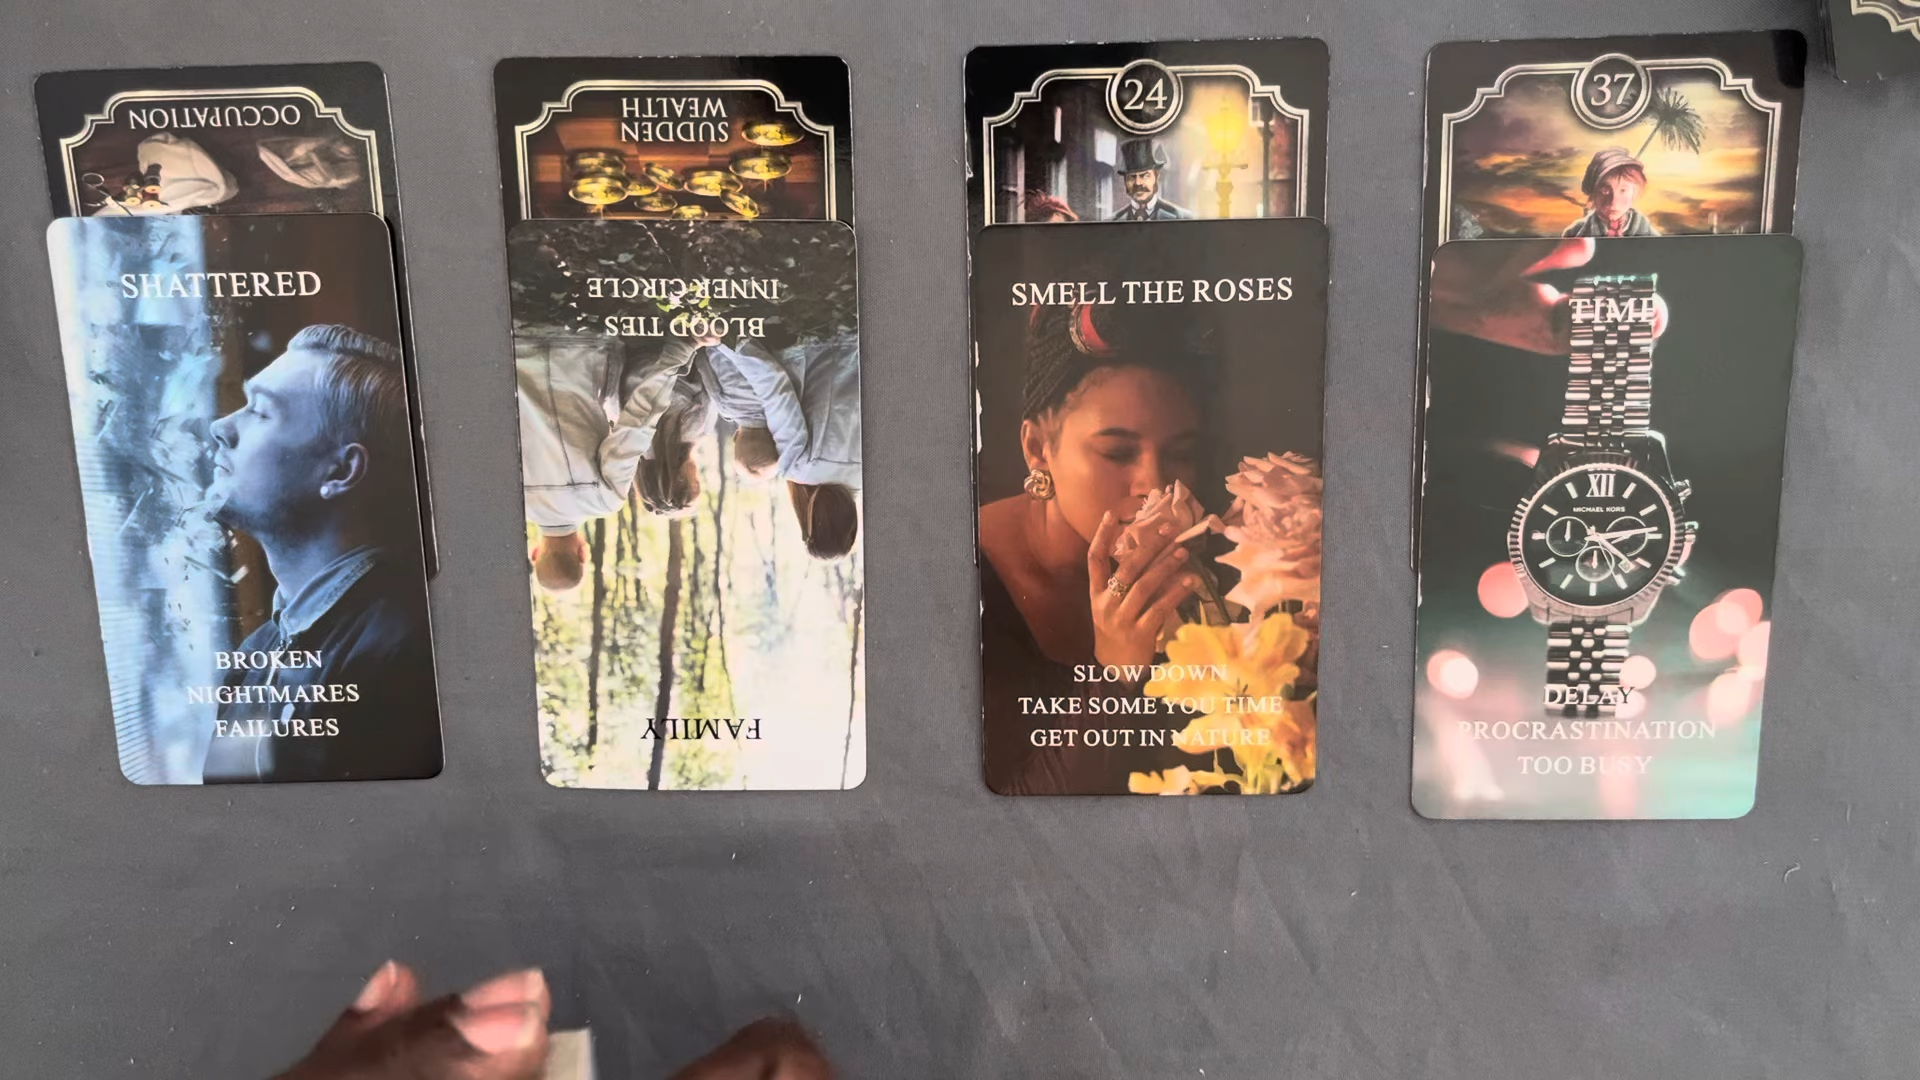 OCCUPATION
SHATTERED
BROKEN
NIGHTMARES
FAILURES
SUDDEN
WEALTH
FAMILY
BLOOD TIES
INNER CIRCLE
24
SMELL THE ROSES
SLOW DOWN
TAKE SOME YOU TIME
GET OUT IN NATURE
37
TIME
XII
MICHAEL KORS
DELAY
PROCRASTINATION
TOO BUSY